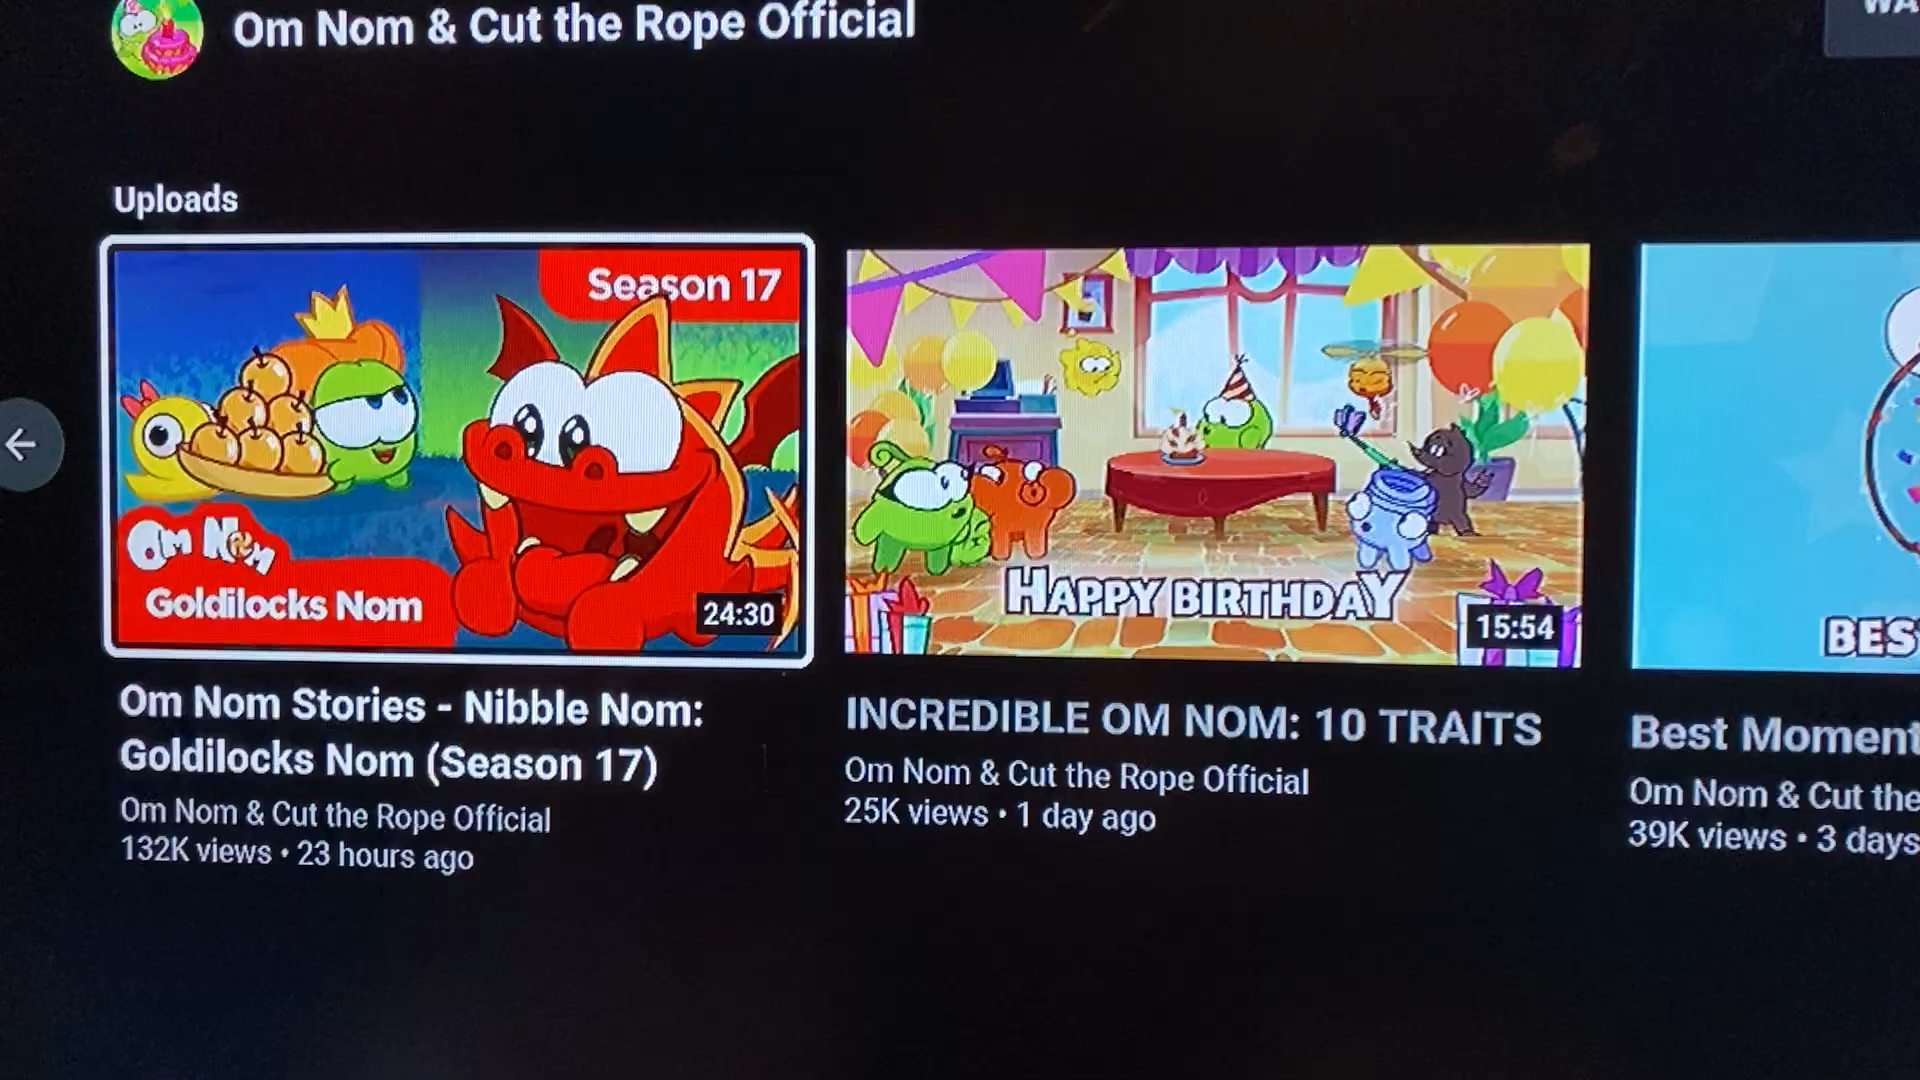 Om Nom & Cut the Rope Official
WA
Uploads
Season 17
Om Nom
Goldilocks Nom
24:30
HAPPY BIRTHDAY
15:54
BES
Om Nom Stories - Nibble Nom:
Goldilocks Nom (Season 17)
Om Nom & Cut the Rope Official
132K views • 23 hours ago
INCREDIBLE OM NOM: 10 TRAITS
Om Nom & Cut the Rope Official
25K views • 1 day ago
Best Moment
Om Nom & Cut the
39K views • 3 days